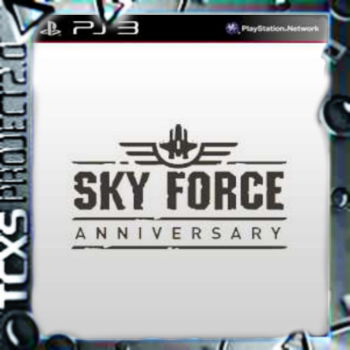 PS3
PlayStation.Network
SKY FORCE
ANNIVERSARY
TCXS PROJECT 2.0